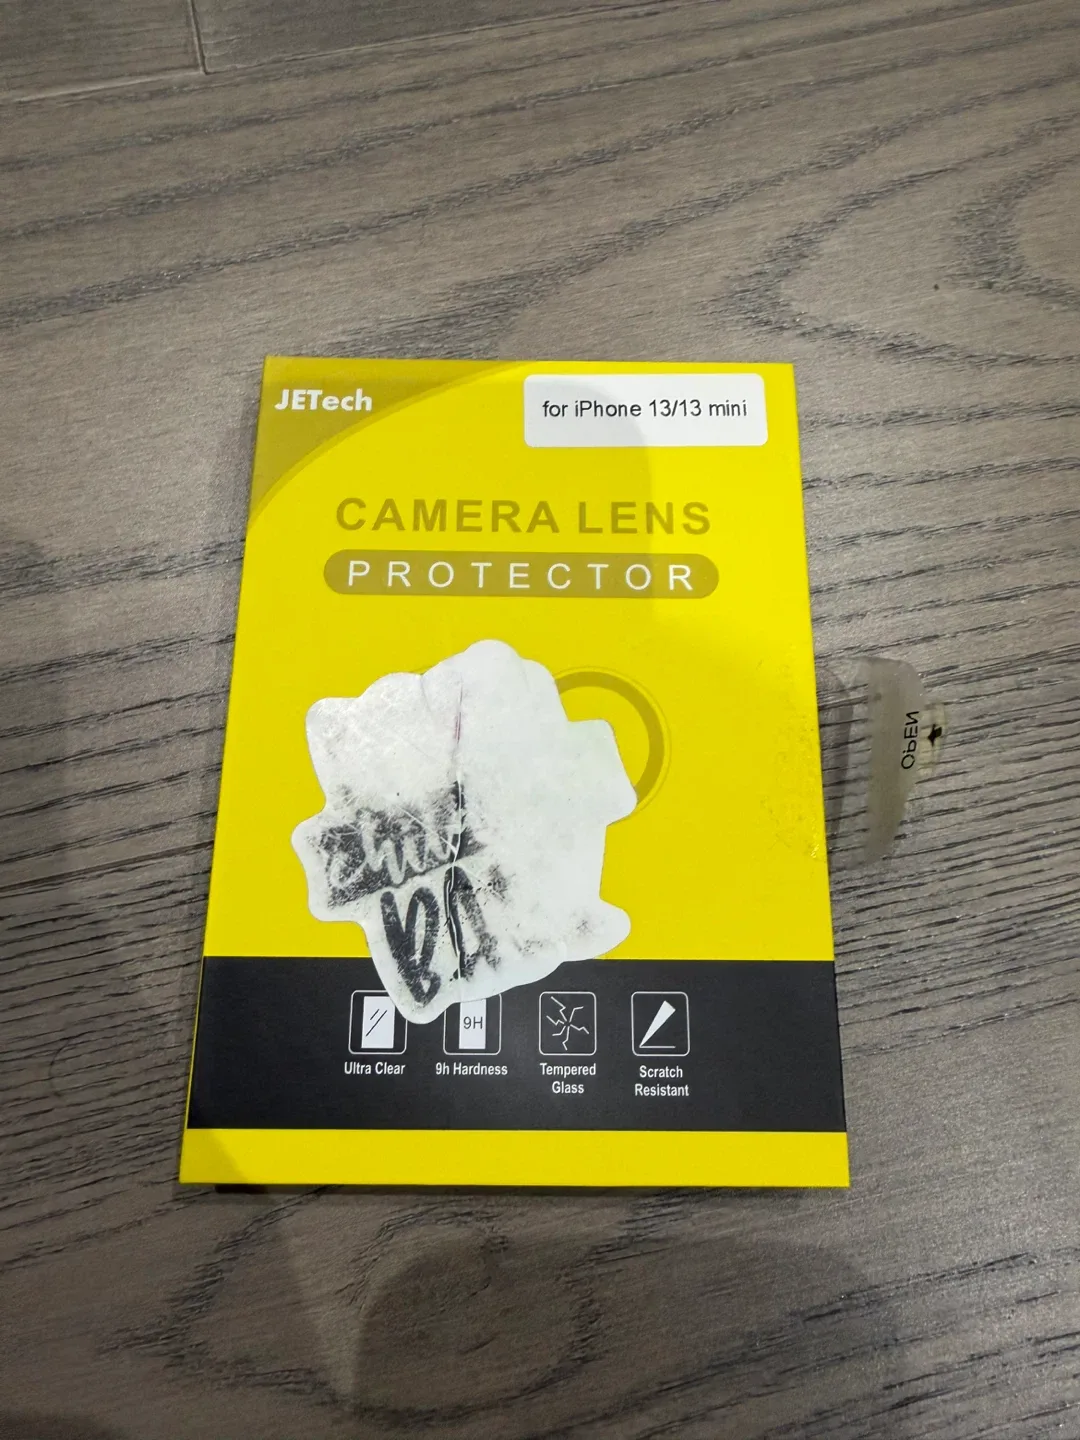 JETech
for iPhone 13/13 mini
CAMERA LENS
PROTECTOR
OPEN
9H
Ultra Clear
9h Hardness
Tempered
Glass
Scratch
Resistant